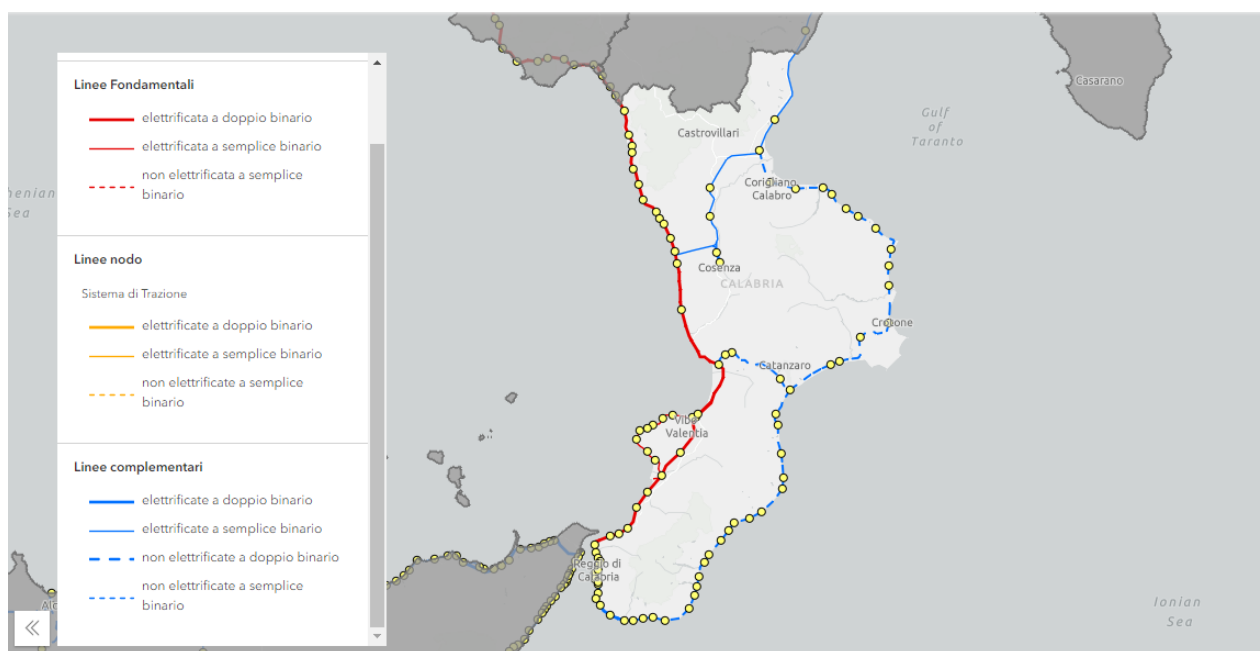 Linee Fondamentali
elettrificata a doppio binario
elettrificata a semplice binario
non elettrificata a semplice
binario
Linee nodo
Sistema di Trazione
elettrificate a doppio binario
elettrificate a semplice binario
non elettrificate a semplice
binario
Linee complementari
elettrificate a doppio binario
elettrificate a semplice binario
non elettrificate a doppio binario
non elettrificate a semplice
binario
Casarano
Gulf
of
Taranto
Castrovillari
Corigliano
Calabro
Cosenza
CALABRIA
Crotone
Catanzaro
Vibo
Valentia
Reggio di
Calabria
Ionian
Sea
Sea